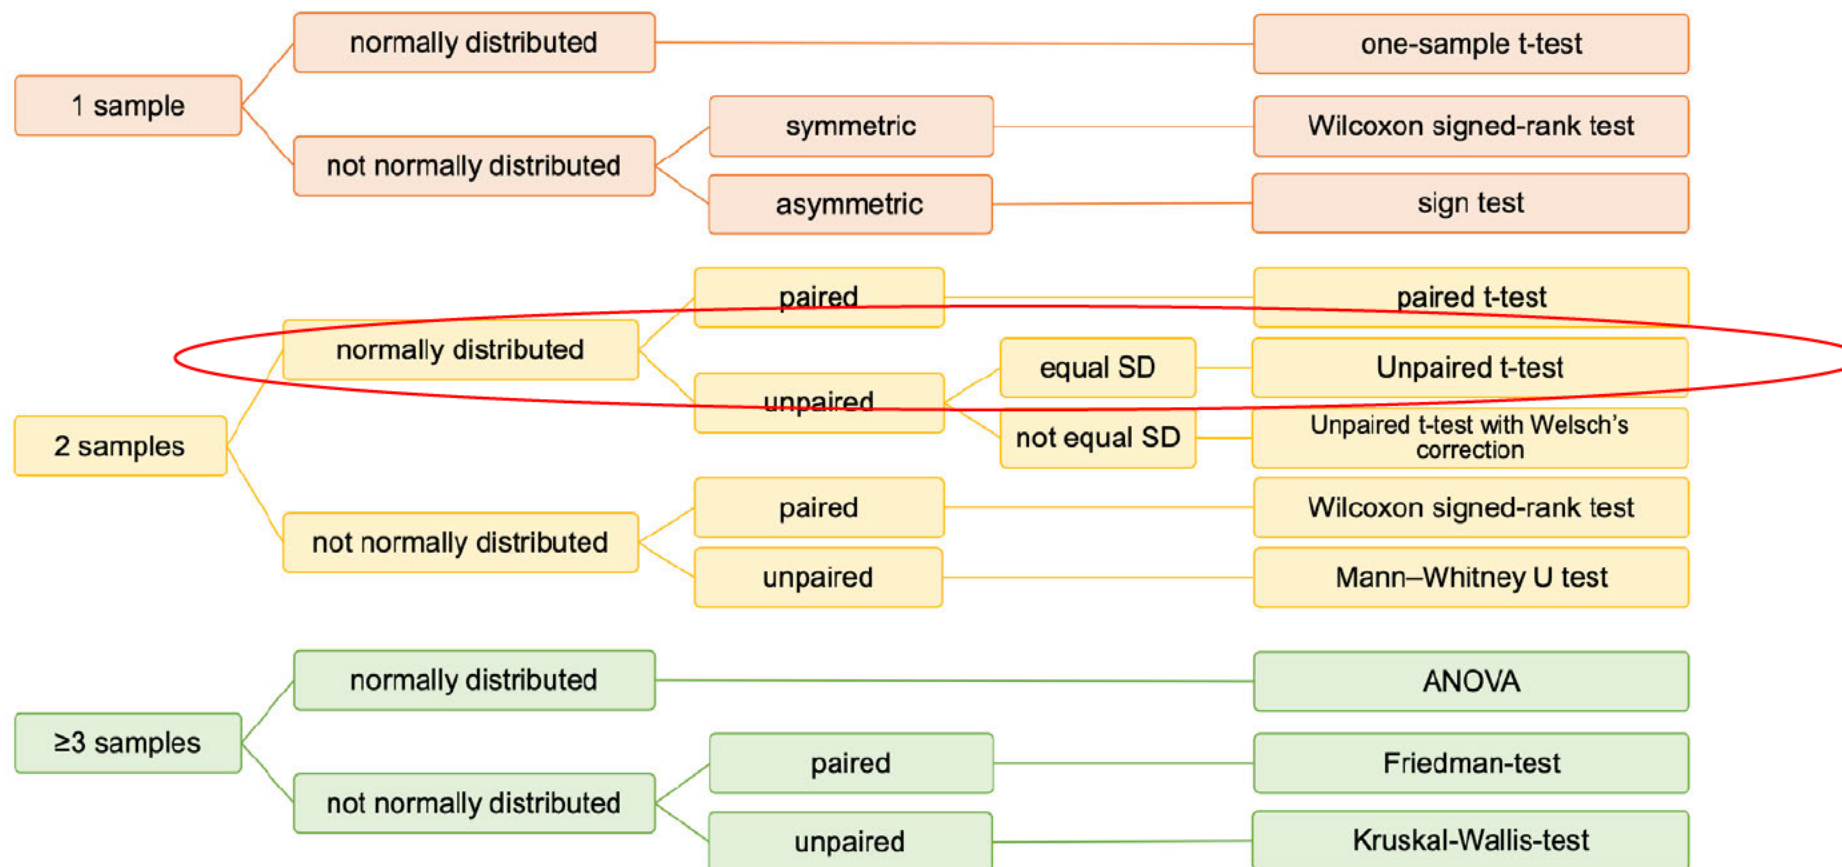 normally distributed
one-sample t-test
1 sample
symmetric
Wilcoxon signed-rank test
not normally distributed
asymmetric
sign test
paired
paired t-test
normally distributed
equal SD
Unpaired t-test
unpaired
2 samples
not equal SD
Unpaired t-test with Welsch's
correction
paired
Wilcoxon signed-rank test
not normally distributed
unpaired
Mann–Whitney U test
normally distributed
ANOVA
≥3 samples
paired
Friedman-test
not normally distributed
unpaired
Kruskal-Wallis-test